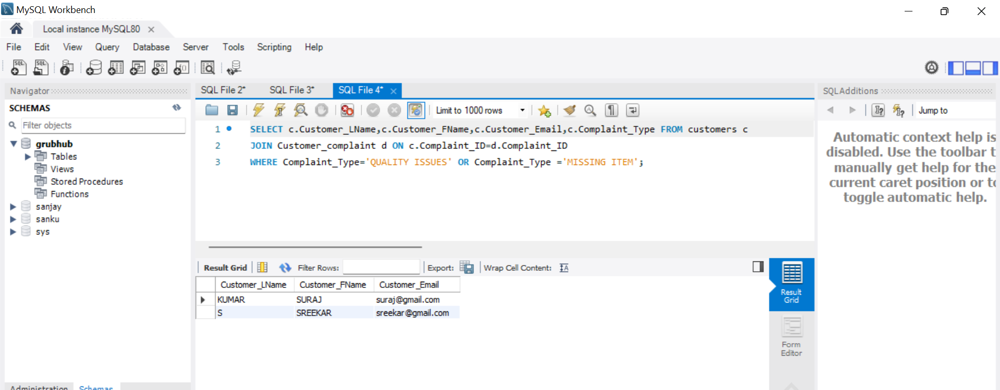 MySQL Workbench
Local instance MySQL80
File Edit View Query Database Server Tools Scripting Help
Navigator
SCHEMAS
Filter objects
grubhub
Tables
Views
Stored Procedures
Functions
sanjay
sanku
sys
Administration Schemas
SQL File 2* SQL File 3* SQL File 4*
Limit to 1000 rows
1 SELECT c.Customer_LName,c.Customer_FName,c.Customer_Email,c.Complaint_Type FROM customers c
2 JOIN Customer_complaint d ON c.Complaint_ID=d.Complaint_ID
3 WHERE Complaint_Type='QUALITY ISSUES' OR Complaint_Type ='MISSING ITEM';
Result Grid Filter Rows: Export: Wrap Cell Content:
Customer_LName Customer_FName Customer_Email
KUMAR SURAJ suraj@gmail.com
S SREEKAR sreekar@gmail.com
Result
Grid
Form
Editor
SQLAdditions
Jump to
Automatic context help is
disabled. Use the toolbar t
manually get help for the
current caret position or to
toggle automatic help.